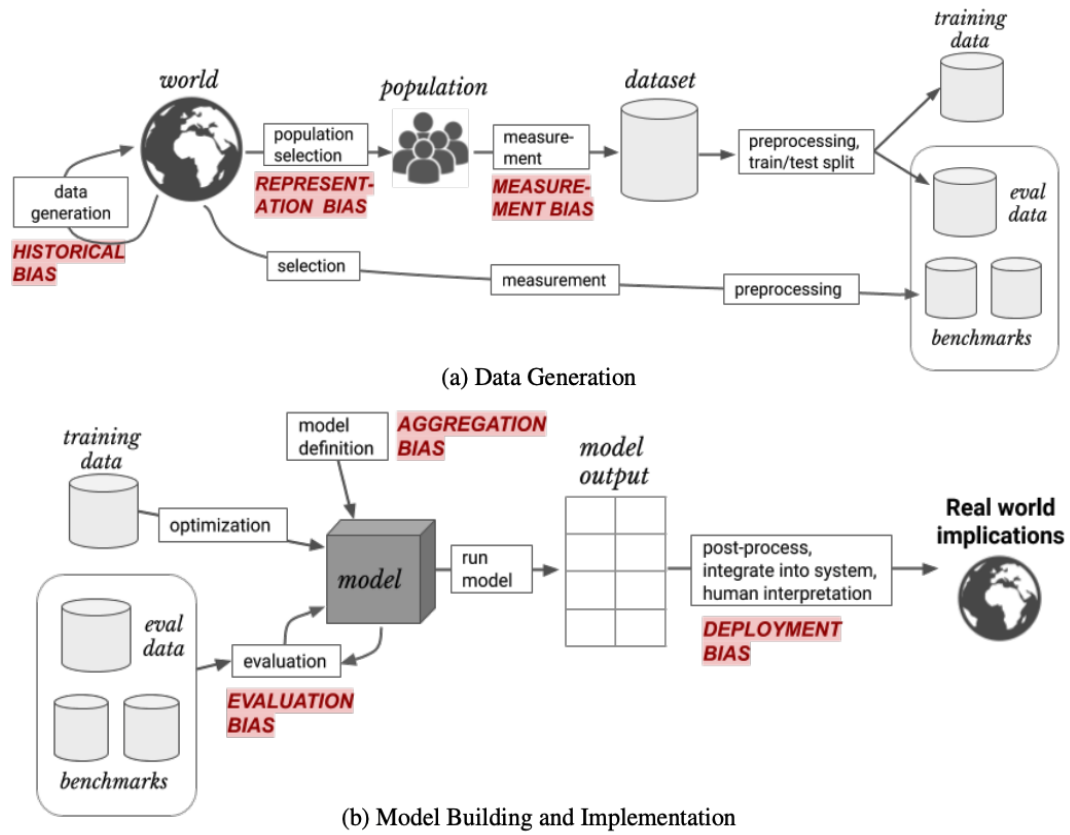 training
data
world
population
dataset
population
selection
measure-
ment
preprocessing,
train/test split
data
generation
REPRESENT-
ATION BIAS
MEASURE-
MENT BIAS
eval
data
HISTORICAL
BIAS
selection
measurement
preprocessing
benchmarks
(a) Data Generation
training
data
model
definition
AGGREGATION
BIAS
model
output
optimization
Real world
implications
model
run
model
post-process,
integrate into system,
human interpretation
eval
data
evaluation
DEPLOYMENT
BIAS
EVALUATION
BIAS
benchmarks
(b) Model Building and Implementation